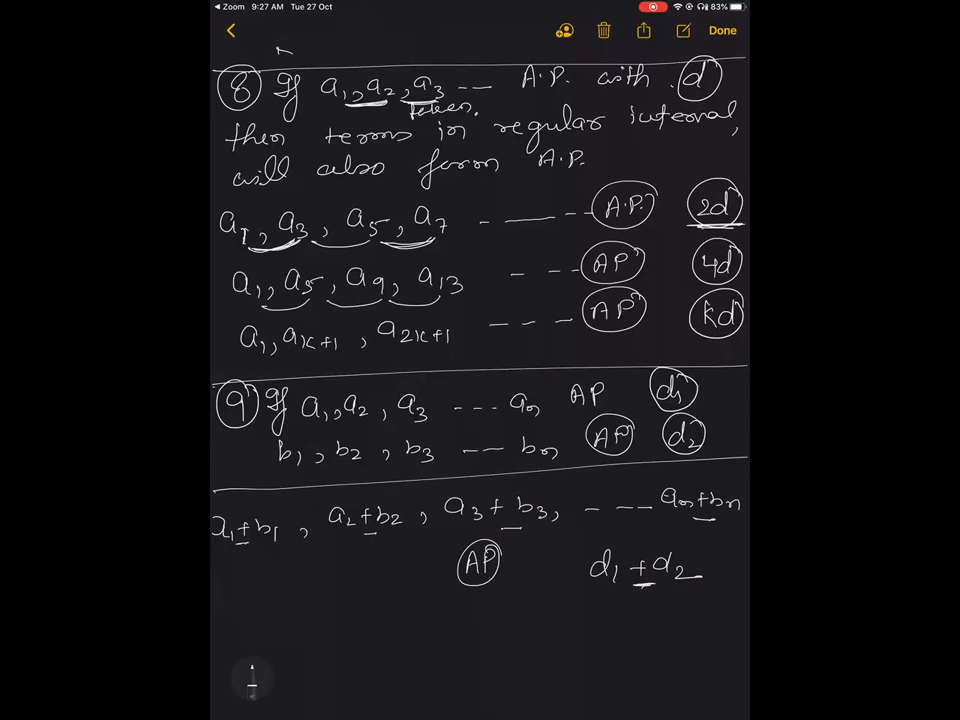 Zoom 9:27 AM Tue 27 Oct 83%
Done
⑧ If a₁, a₂, a₃ --- A.P. with d
taken
then terms in regular interval,
will also form A.P.
a₁, a₃, a₅, a₇ ----- A.P. 2d
a₁, a₅, a₉, a₁₃ --- AP 4d
a₁, aₖ₊₁, a₂ₖ₊₁ --- AP kd
⑨ If a₁, a₂, a₃ --- aₙ AP d₁
b₁, b₂, b₃ --- bₙ AP d₂
a₁+b₁, a₂+b₂, a₃+b₃, ---- aₙ+bₙ
AP d₁+d₂